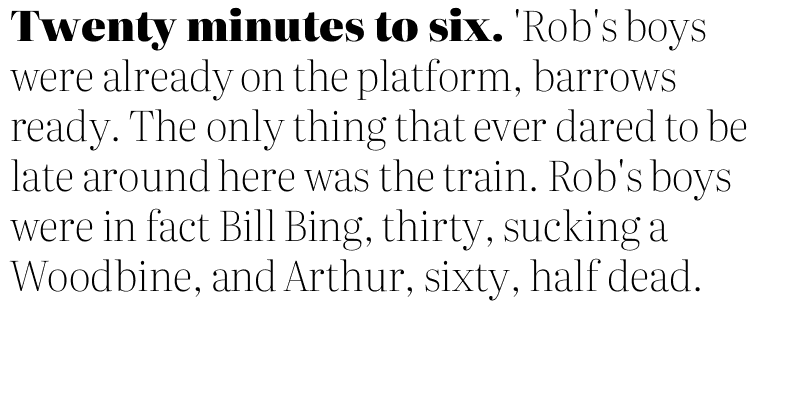 Twenty minutes to six. 'Rob's boys
were already on the platform, barrows
ready. The only thing that ever dared to be
late around here was the train. Rob's boys
were in fact Bill Bing, thirty, sucking a
Woodbine, and Arthur, sixty, half dead.